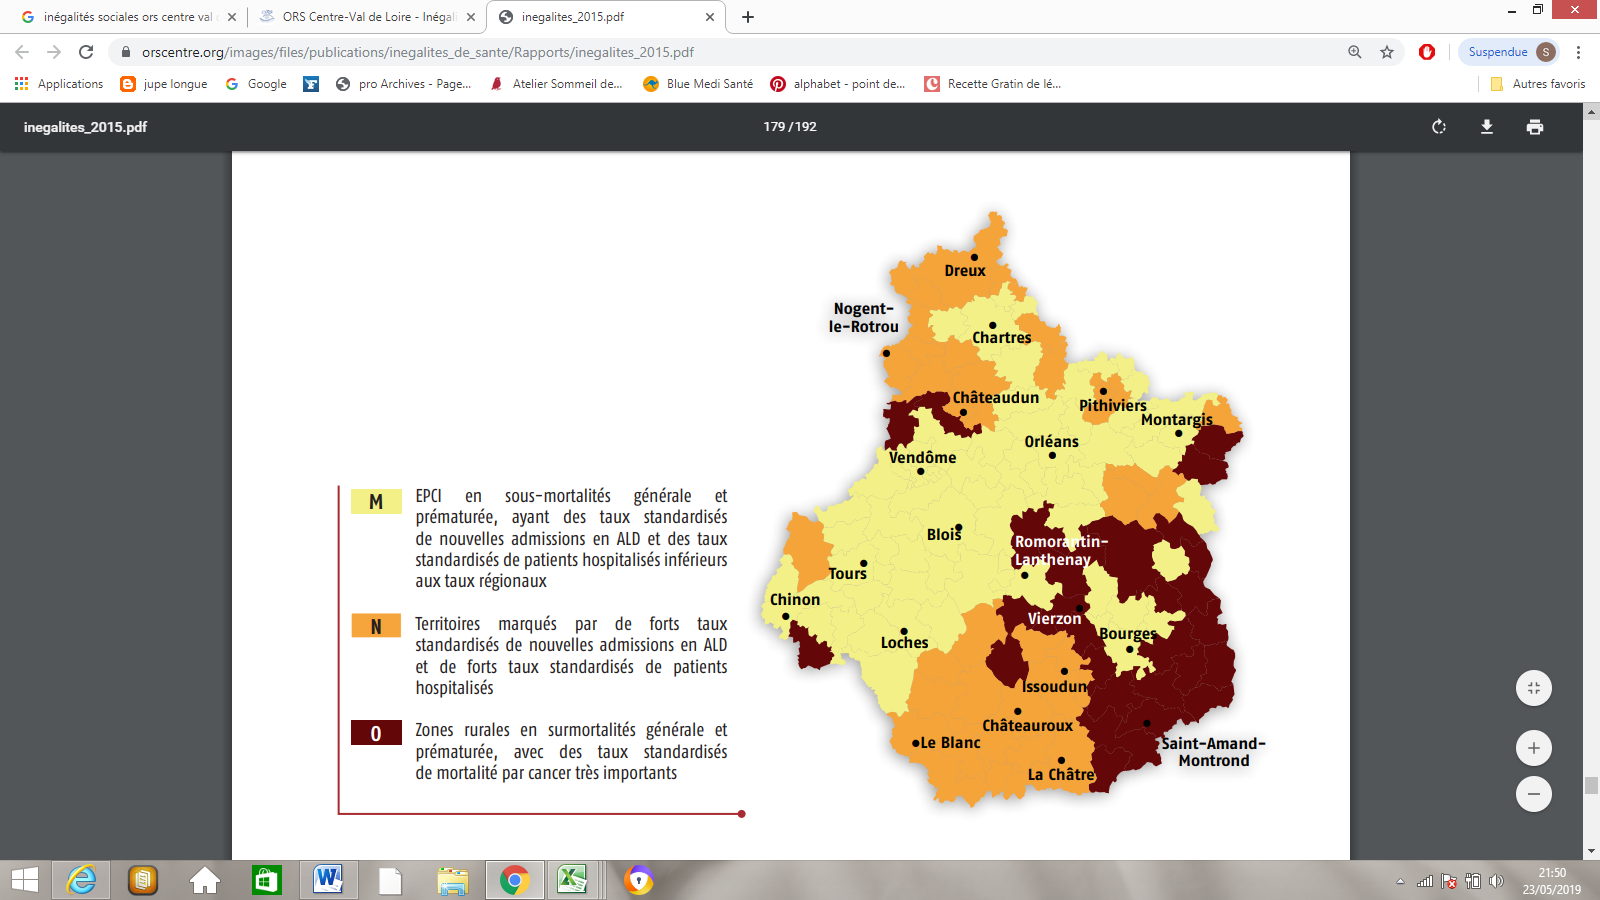 inégalités sociales ors centre val
ORS Centre-Val de Loire - Inégali
inegalites_2015.pdf
orscentre.org/images/files/publications/inegalites_de_sante/Rapports/inegalites_2015.pdf
Suspendue
S
Applications
jupe longue
Google
pro Archives - Page...
Atelier Sommeil de...
Blue Medi Santé
alphabet - point de...
Recette Gratin de lé...
Autres favoris
inegalites_2015.pdf
179 / 192
Dreux
Nogent-
le-Rotrou
Chartres
Châteaudun
Pithiviers
Montargis
Orléans
Vendôme
Blois
Romorantin-
Lanthenay
Tours
Chinon
Vierzon
Bourges
Loches
Issoudun
Châteauroux
Le Blanc
Saint-Amand-
Montrond
La Châtre
M
EPCI en sous-mortalités générale et
prématurée, ayant des taux standardisés
de nouvelles admissions en ALD et des taux
standardisés de patients hospitalisés inférieurs
aux taux régionaux
N
Territoires marqués par de forts taux
standardisés de nouvelles admissions en ALD
et de forts taux standardisés de patients
hospitalisés
O
Zones rurales en surmortalités générale et
prématurée, avec des taux standardisés
de mortalité par cancer très importants
21:50
23/05/2019